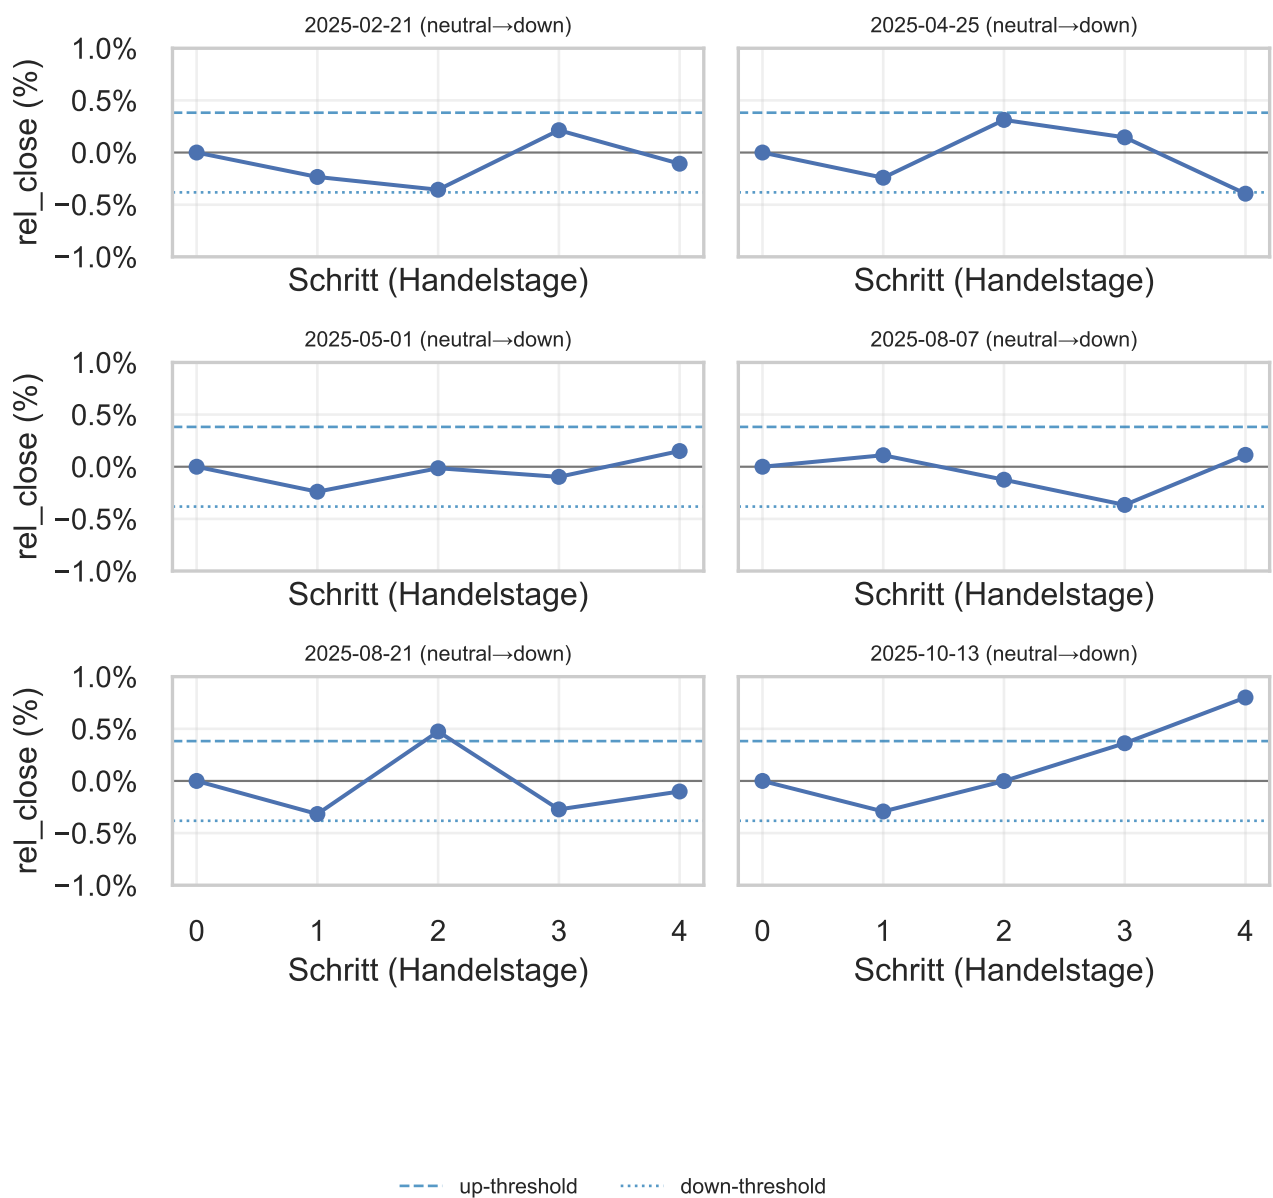 2025-02-21 (neutral→down)
2025-04-25 (neutral→down)
1.0%
0.5%
0.0%
−0.5%
−1.0%
rel_close (%)
Schritt (Handelstage)
Schritt (Handelstage)
2025-05-01 (neutral→down)
2025-08-07 (neutral→down)
1.0%
0.5%
0.0%
−0.5%
−1.0%
rel_close (%)
Schritt (Handelstage)
Schritt (Handelstage)
2025-08-21 (neutral→down)
2025-10-13 (neutral→down)
1.0%
0.5%
0.0%
−0.5%
−1.0%
rel_close (%)
0 1 2 3 4
0 1 2 3 4
Schritt (Handelstage)
Schritt (Handelstage)
up-threshold
down-threshold